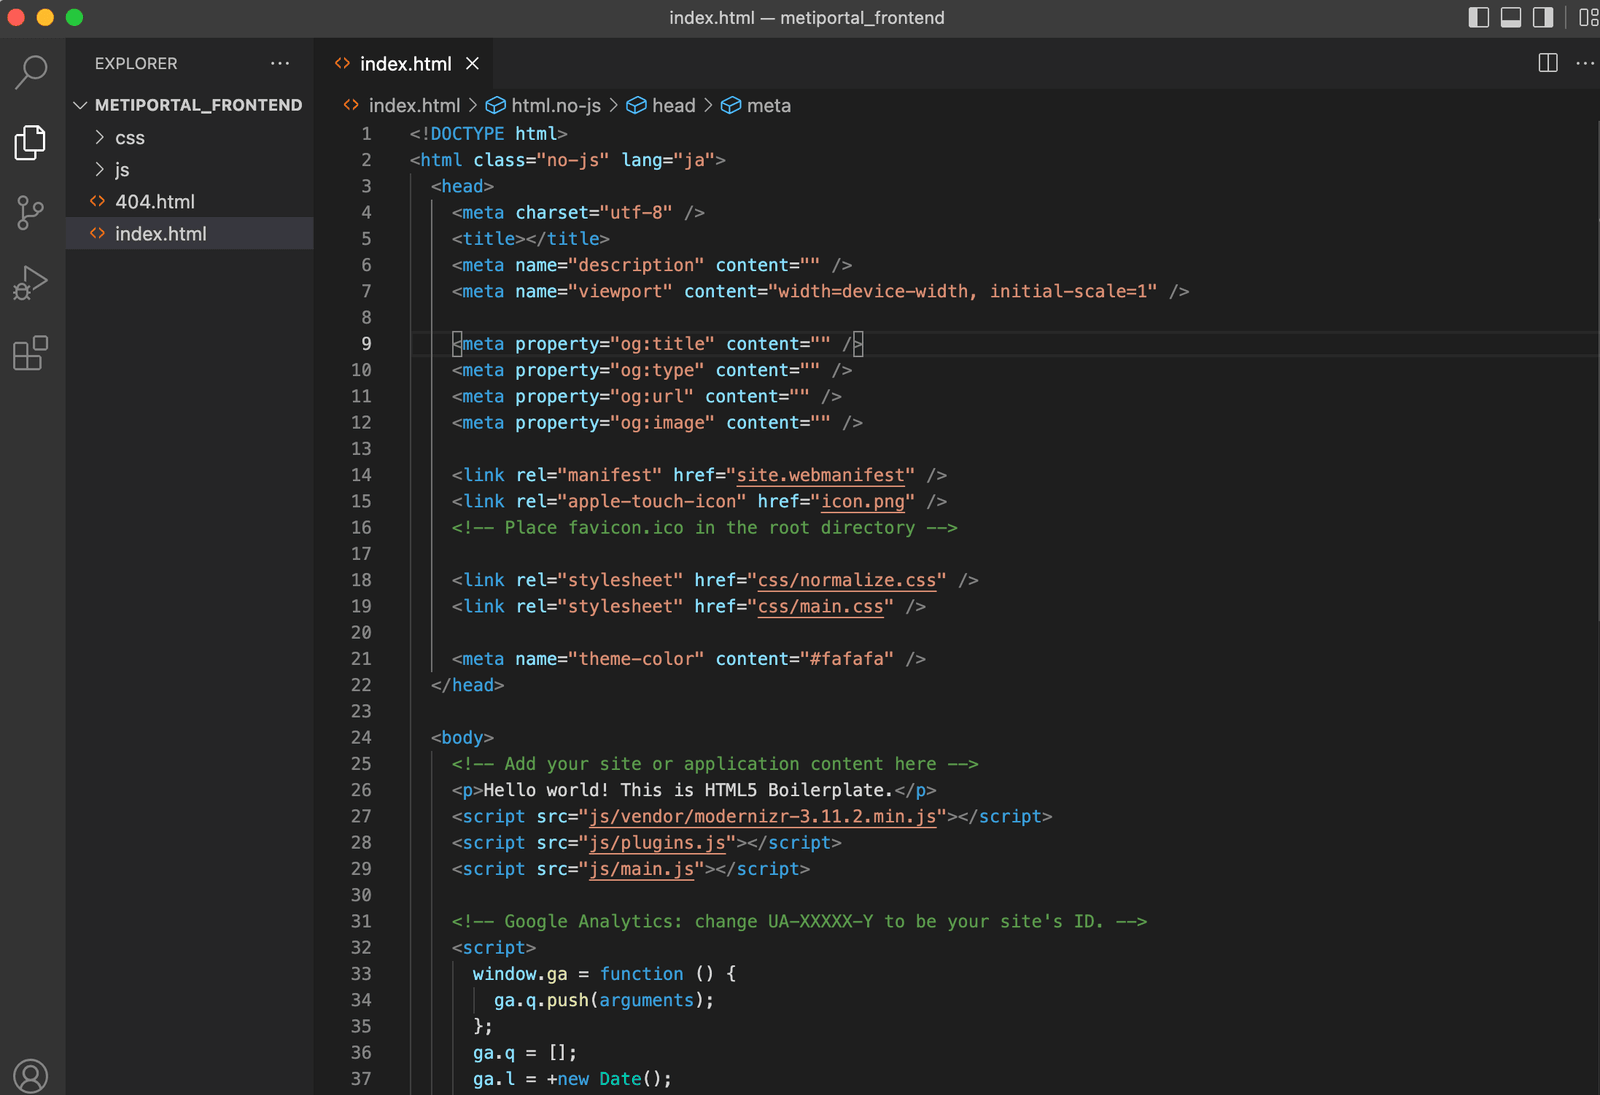 index.html — metiportal_frontend
EXPLORER
METIPORTAL_FRONTEND
css
js
404.html
index.html
index.html
index.html > html.no-js > head > meta
1 <!DOCTYPE html>
2 <html class="no-js" lang="ja">
3 <head>
4 <meta charset="utf-8" />
5 <title></title>
6 <meta name="description" content="" />
7 <meta name="viewport" content="width=device-width, initial-scale=1" />
8
9 <meta property="og:title" content="" />
10 <meta property="og:type" content="" />
11 <meta property="og:url" content="" />
12 <meta property="og:image" content="" />
13
14 <link rel="manifest" href="site.webmanifest" />
15 <link rel="apple-touch-icon" href="icon.png" />
16 <!-- Place favicon.ico in the root directory -->
17
18 <link rel="stylesheet" href="css/normalize.css" />
19 <link rel="stylesheet" href="css/main.css" />
20
21 <meta name="theme-color" content="#fafafa" />
22 </head>
23
24 <body>
25 <!-- Add your site or application content here -->
26 <p>Hello world! This is HTML5 Boilerplate.</p>
27 <script src="js/vendor/modernizr-3.11.2.min.js"></script>
28 <script src="js/plugins.js"></script>
29 <script src="js/main.js"></script>
30
31 <!-- Google Analytics: change UA-XXXXX-Y to be your site's ID. -->
32 <script>
33 window.ga = function () {
34 ga.q.push(arguments);
35 };
36 ga.q = [];
37 ga.l = +new Date();